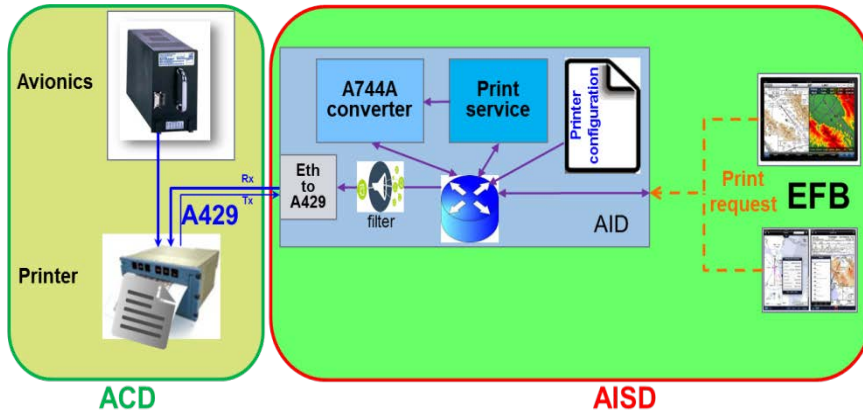 Avionics
A744A
converter
Print
service
Printer
configuration
Eth
to
A429
Rx
Tx
A429
filter
AID
Print
request
EFB
Printer
ACD
AISD